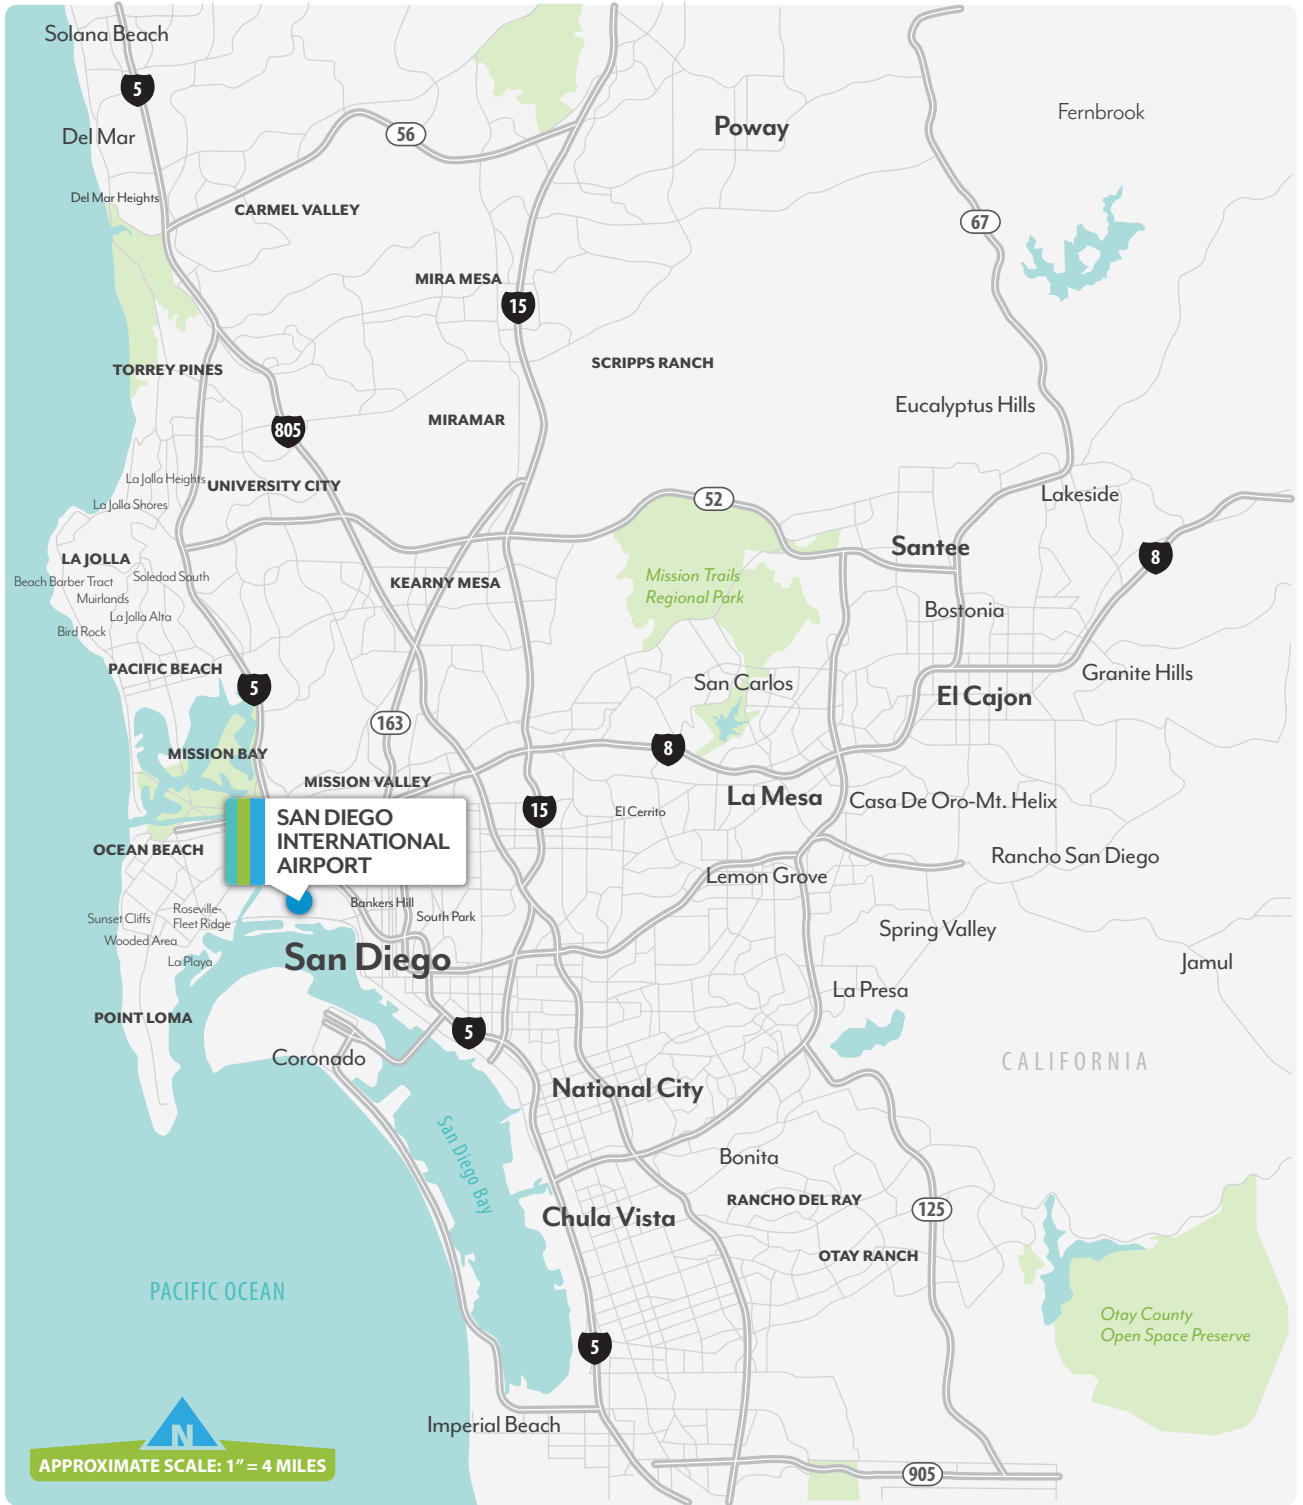 Solana Beach
5
Del Mar
56
Poway
Fernbrook
Del Mar Heights
CARMEL VALLEY
67
MIRA MESA
15
TORREY PINES
SCRIPPS RANCH
805
MIRAMAR
Eucalyptus Hills
La Jolla Heights
UNIVERSITY CITY
La Jolla Shores
52
Lakeside
LA JOLLA
Santee
8
Beach Barber Tract
Soledad South
KEARNY MESA
Mission Trails
Regional Park
Muirlands
La Jolla Alta
Bird Rock
Bostonia
PACIFIC BEACH
5
San Carlos
El Cajon
Granite Hills
163
MISSION BAY
8
MISSION VALLEY
La Mesa
Casa De Oro-Mt. Helix
SAN DIEGO
INTERNATIONAL
AIRPORT
15
El Cerrito
OCEAN BEACH
Lemon Grove
Rancho San Diego
Bankers Hill
South Park
Sunset Cliffs
Roseville-
Fleet Ridge
Wooded Area
La Playa
San Diego
Spring Valley
Jamul
La Presa
POINT LOMA
5
Coronado
CALIFORNIA
National City
San Diego Bay
Bonita
RANCHO DEL RAY
125
Chula Vista
OTAY RANCH
PACIFIC OCEAN
Otay County
Open Space Preserve
5
Imperial Beach
N
APPROXIMATE SCALE: 1" = 4 MILES
905